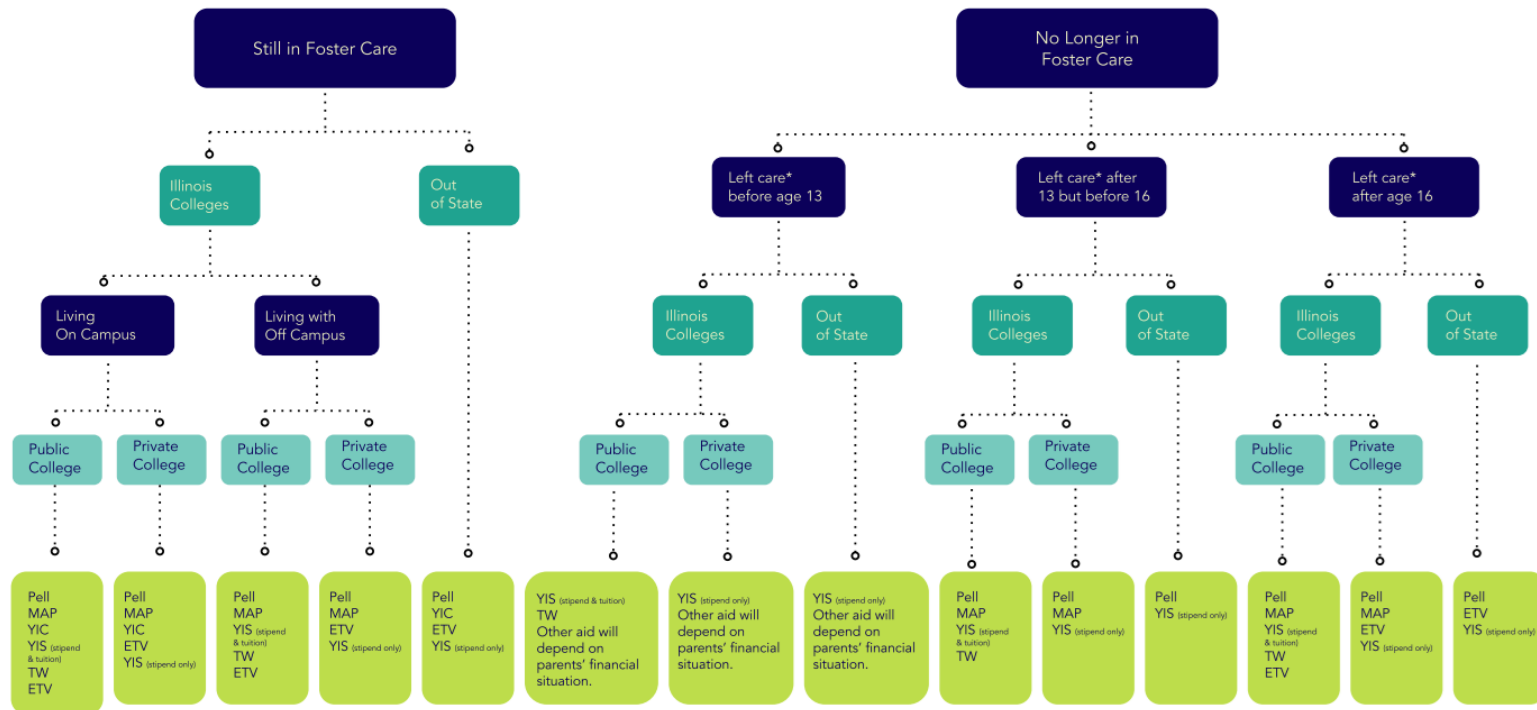 Still in Foster Care
No Longer in
Foster Care
Illinois
Colleges
Out
of State
Left care*
before age 13
Left care* after
13 but before 16
Left care*
after age 16
Living
On Campus
Living with
Off Campus
Illinois
Colleges
Out
of State
Illinois
Colleges
Out
of State
Illinois
Colleges
Out
of State
Public
College
Private
College
Public
College
Private
College
Public
College
Private
College
Public
College
Private
College
Public
College
Private
College
Pell
MAP
YIC
YIS (stipend
& tuition)
TW
ETV
Pell
MAP
YIC
ETV
YIS (stipend only)
Pell
MAP
YIS (stipend
& tuition)
TW
ETV
Pell
MAP
ETV
YIS (stipend only)
Pell
YIC
ETV
YIS (stipend only)
YIS (stipend & tuition)
TW
Other aid will
depend on
parents’ financial
situation.
YIS (stipend only)
Other aid will
depend on
parents’ financial
situation.
YIS (stipend only)
Other aid will
depend on
parents’ financial
situation.
Pell
MAP
YIS (stipend
& tuition)
TW
Pell
MAP
YIS (stipend only)
Pell
YIS (stipend only)
Pell
MAP
YIS (stipend
& tuition)
TW
ETV
Pell
MAP
ETV
YIS (stipend only)
Pell
ETV
YIS (stipend only)